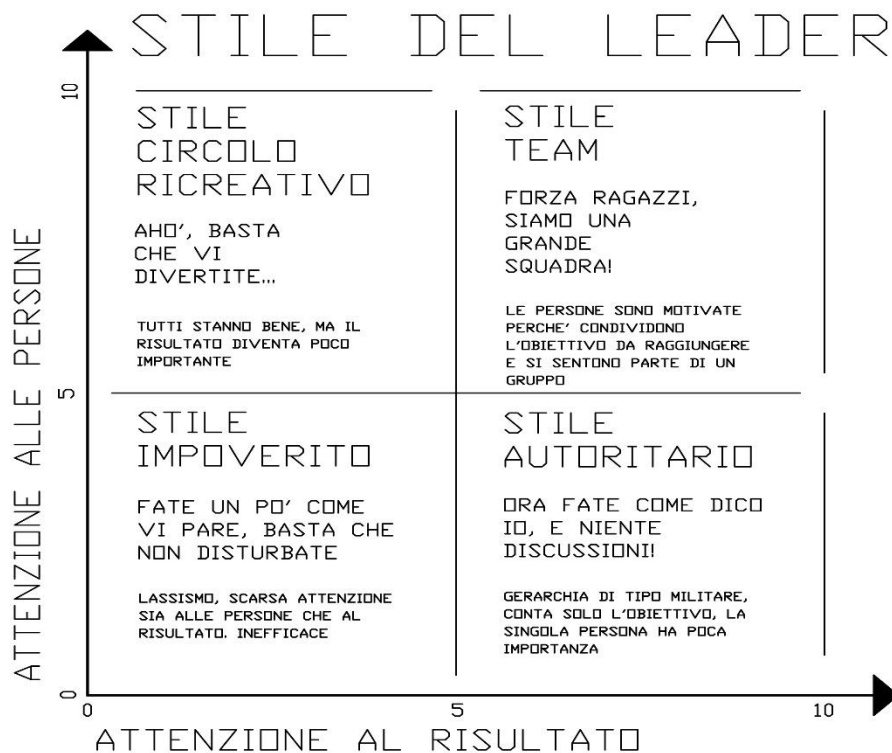 STILE DEL LEADER
10
STILE
CIRCOLO
RICREATIVO
AHO', BASTA
CHE VI
DIVERTITE...
TUTTI STANNO BENE, MA IL
RISULTATO DIVENTA POCO
IMPORTANTE
STILE
TEAM
FORZA RAGAZZI,
SIAMO UNA
GRANDE
SQUADRA!
LE PERSONE SONO MOTIVATE
PERCHE' CONDIVIDONO
L'OBIETTIVO DA RAGGIUNGERE
E SI SENTONO PARTE DI UN
GRUPPO
ATTENZIONE ALLE PERSONE
5
STILE
IMPOVERITO
FATE UN PO' COME
VI PARE, BASTA CHE
NON DISTURBATE
LASSISMO, SCARSA ATTENZIONE
SIA ALLE PERSONE CHE AL
RISULTATO. INEFFICACE
STILE
AUTORITARIO
ORA FATE COME DICO
IO, E NIENTE
DISCUSSIONI!
GERARCHIA DI TIPO MILITARE,
CONTA SOLO L'OBIETTIVO, LA
SINGOLA PERSONA HA POCA
IMPORTANZA
0
0 5 10
ATTENZIONE AL RISULTATO